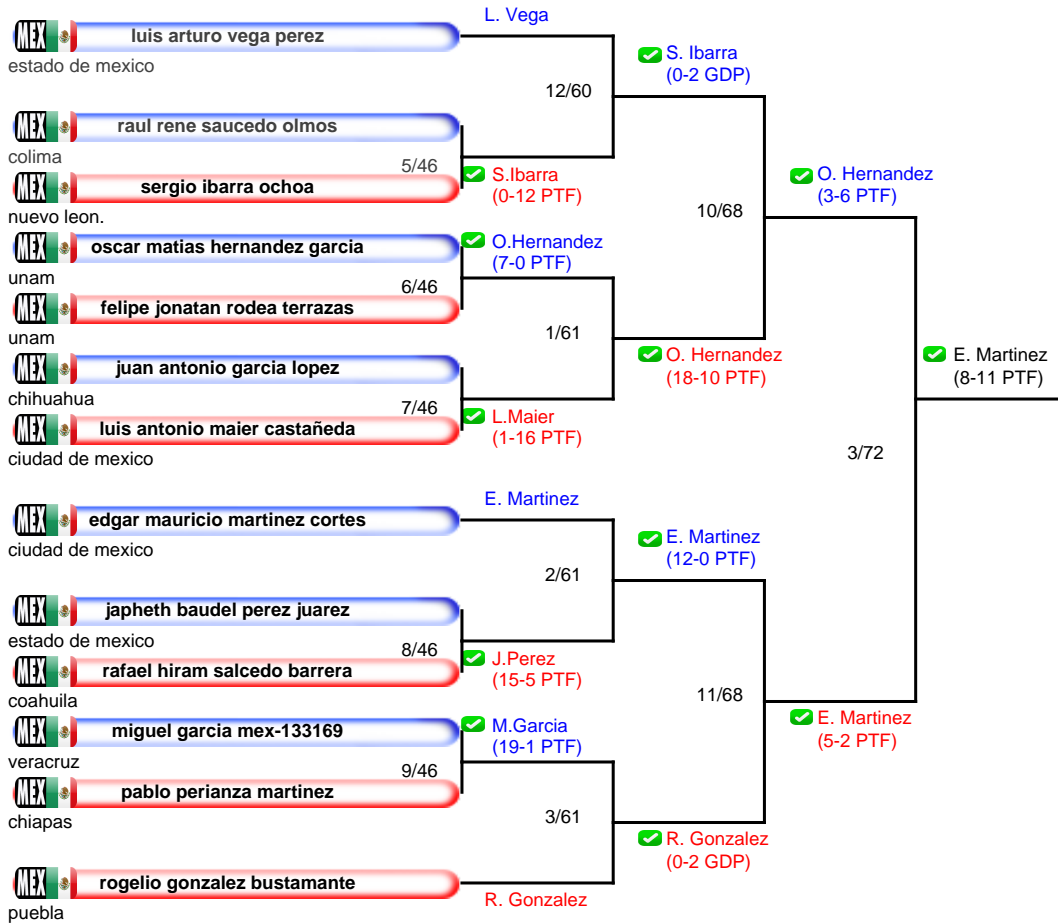 L. Vega
MEX luis arturo vega perez
estado de mexico
S. Ibarra
(0-2 GDP)
12/60
MEX raul rene saucedo olmos
colima
5/46
MEX sergio ibarra ochoa
nuevo leon.
S.Ibarra
(0-12 PTF)
O. Hernandez
(3-6 PTF)
10/68
MEX oscar matias hernandez garcia
unam
O.Hernandez
(7-0 PTF)
6/46
MEX felipe jonatan rodea terrazas
unam
1/61
O. Hernandez
(18-10 PTF)
MEX juan antonio garcia lopez
chihuahua
7/46
MEX luis antonio maier castañeda
ciudad de mexico
L.Maier
(1-16 PTF)
E. Martinez
(8-11 PTF)
3/72
E. Martinez
MEX edgar mauricio martinez cortes
ciudad de mexico
E. Martinez
(12-0 PTF)
2/61
MEX japheth baudel perez juarez
estado de mexico
8/46
MEX rafael hiram salcedo barrera
coahuila
J.Perez
(15-5 PTF)
11/68
E. Martinez
(5-2 PTF)
MEX miguel garcia mex-133169
veracruz
M.Garcia
(19-1 PTF)
9/46
MEX pablo perianza martinez
chiapas
3/61
R. Gonzalez
(0-2 GDP)
MEX rogelio gonzalez bustamante
puebla
R. Gonzalez